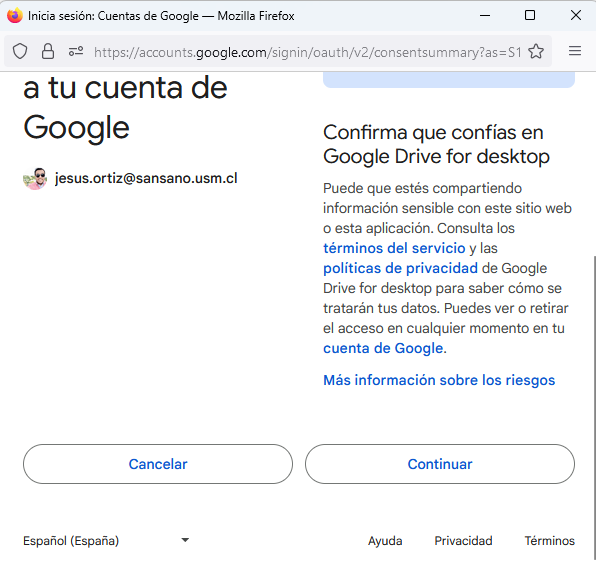 Inicia sesión: Cuentas de Google — Mozilla Firefox
https://accounts.google.com/signin/oauth/v2/consentsummary?as=S1
a tu cuenta de
Google
jesus.ortiz@sansano.usm.cl
Confirma que confías en
Google Drive for desktop
Puede que estés compartiendo
información sensible con este sitio web
o esta aplicación. Consulta los
términos del servicio y las
políticas de privacidad de Google
Drive for desktop para saber cómo se
tratarán tus datos. Puedes ver o retirar
el acceso en cualquier momento en tu
cuenta de Google.
Más información sobre los riesgos
Cancelar
Continuar
Español (España)
Ayuda
Privacidad
Términos